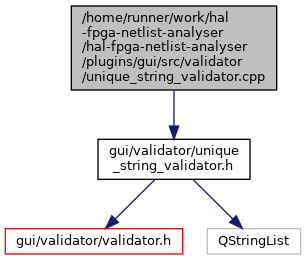 /home/runner/work/hal
-fpga-netlist-analyser
/hal-fpga-netlist-analyser
/plugins/gui/src/validator
/unique_string_validator.cpp
gui/validator/unique
_string_validator.h
gui/validator/validator.h
QStringList